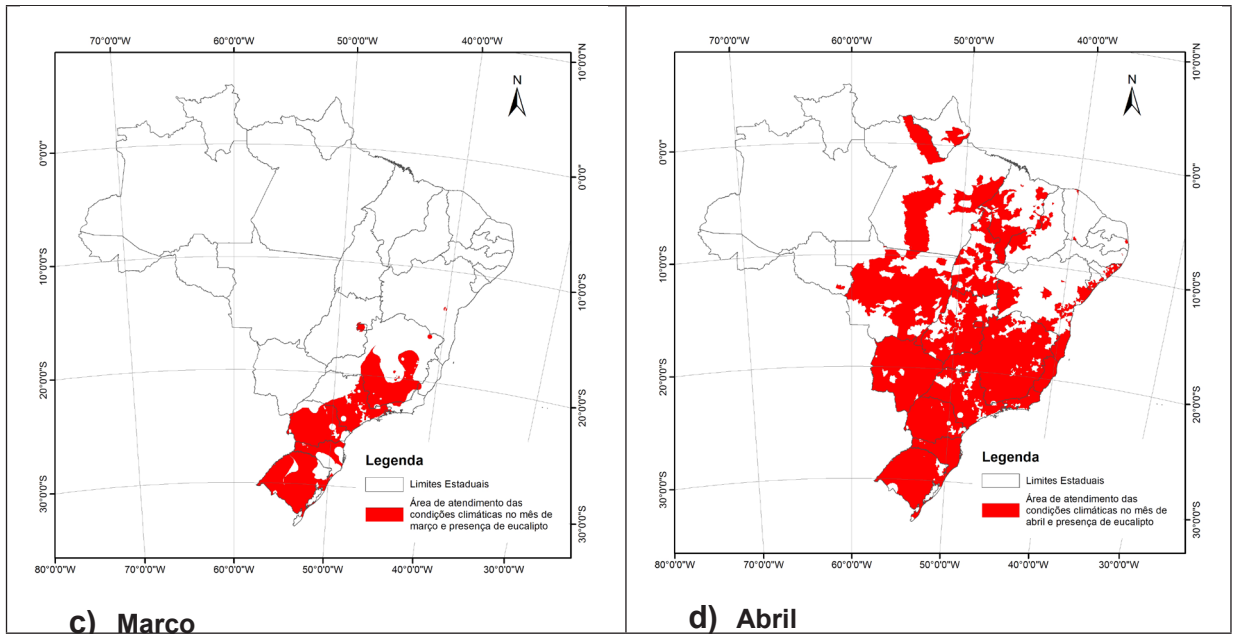 70°0'0"W 60°0'0"W 50°0'0"W 40°0'0"W
10°0'0"N
N
0°0'0"
0°0'0"
10°0'0"S
10°0'0"S
20°0'0"S
20°0'0"S
30°0'0"S
30°0'0"S
Legenda
Limites Estaduais
Área de atendimento das
condições climáticas no mês de
março e presença de eucalipto
80°0'0"W 70°0'0"W 60°0'0"W 50°0'0"W 40°0'0"W 30°0'0"W
c) Março
70°0'0"W 60°0'0"W 50°0'0"W 40°0'0"W
10°0'0"N
N
0°0'0"
0°0'0"
10°0'0"S
10°0'0"S
20°0'0"S
20°0'0"S
30°0'0"S
30°0'0"S
Legenda
Limites Estaduais
Área de atendimento das
condições climáticas no mês de
abril e presença de eucalipto
80°0'0"W 70°0'0"W 60°0'0"W 50°0'0"W 40°0'0"W 30°0'0"W
d) Abril